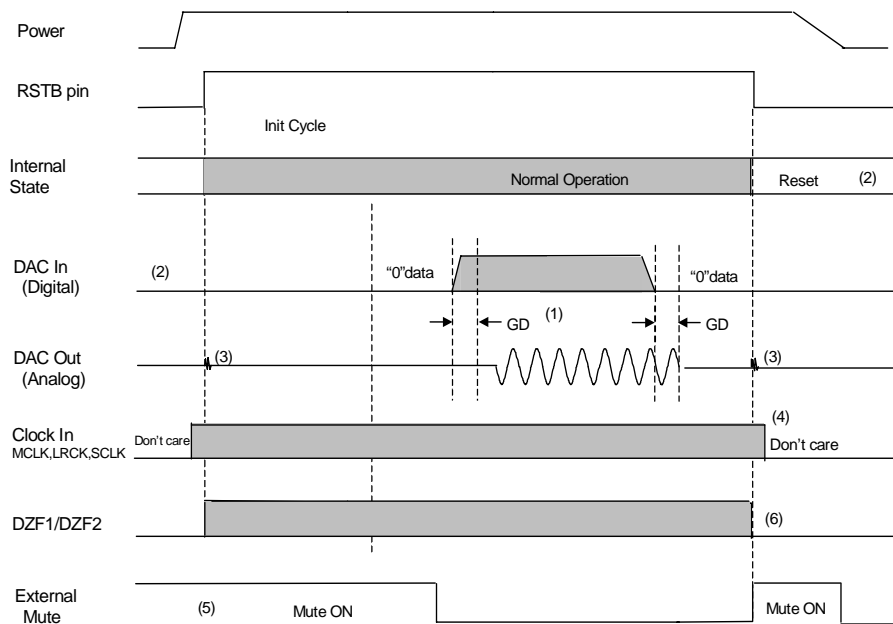 Power
RSTB pin
Init Cycle
Internal
State
Normal Operation
Reset
(2)
DAC In
(Digital)
(2)
“0”data
“0”data
(1)
GD
GD
DAC Out
(Analog)
(3)
(3)
Clock In
MCLK,LRCK,SCLK
Don’t care
(4)
Don’t care
DZF1/DZF2
(6)
External
Mute
(5)
Mute ON
Mute ON